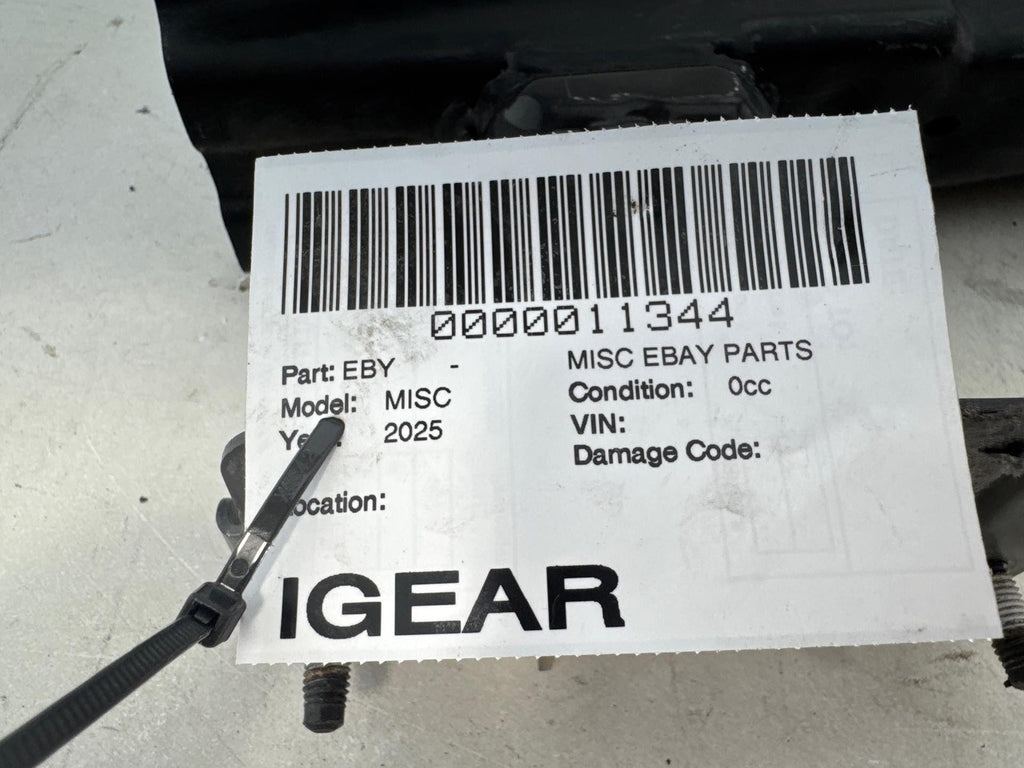 0000011344
Part: EBY - MISC EBAY PARTS
Model: MISC Condition: 0cc
2025 VIN:
Damage Code:
IGEAR